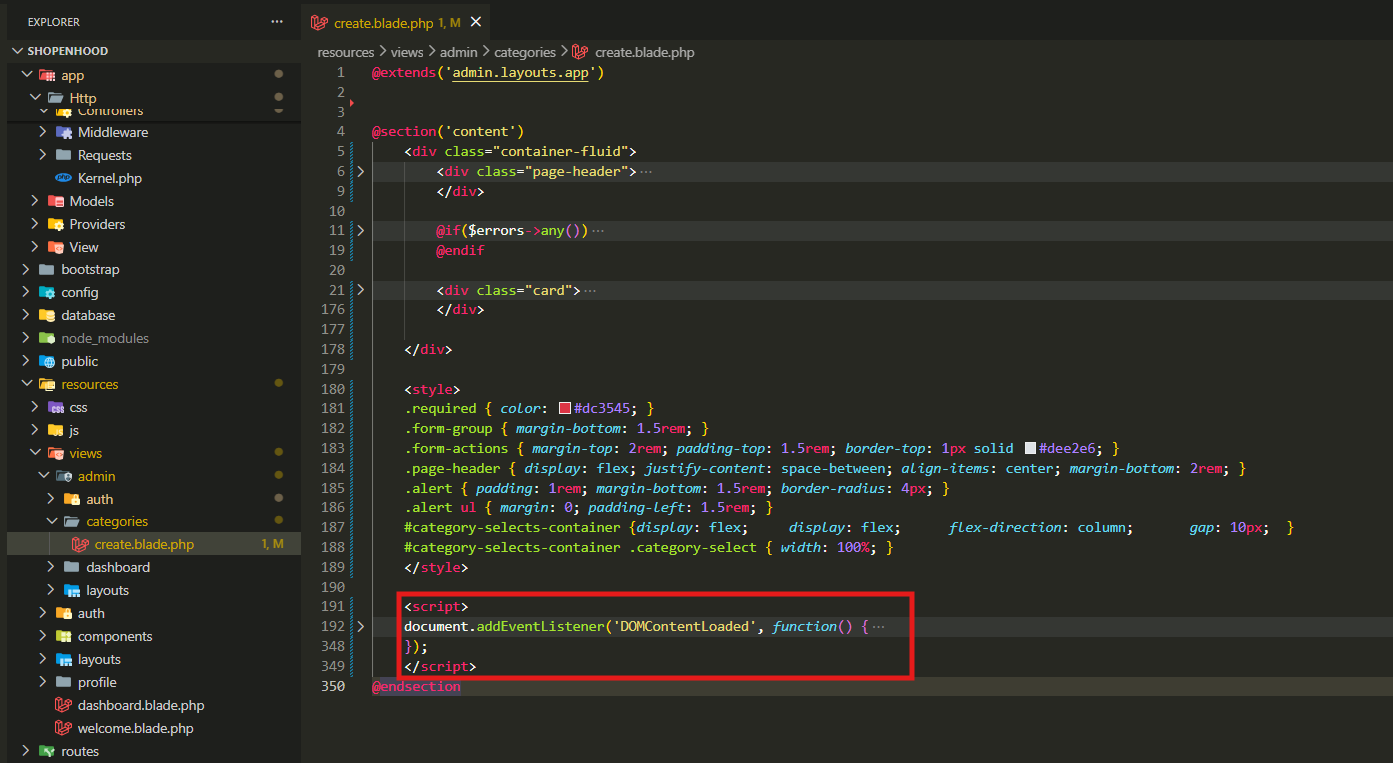 EXPLORER ···
SHOPENHOOD
app
Http
Controllers
Middleware
Requests
php Kernel.php
Models
Providers
View
bootstrap
config
database
node_modules
public
resources
css
js
views
admin
auth
categories
create.blade.php 1, M
dashboard
layouts
auth
components
layouts
profile
dashboard.blade.php
welcome.blade.php
routes
create.blade.php 1, M
resources > views > admin > categories > create.blade.php
1 @extends('admin.layouts.app')
2
3
4 @section('content')
5 <div class="container-fluid">
6 <div class="page-header">···
9 </div>
10
11 @if($errors->any())···
19 @endif
20
21 <div class="card">···
176 </div>
177
178 </div>
179
180 <style>
181 .required { color: #dc3545; }
182 .form-group { margin-bottom: 1.5rem; }
183 .form-actions { margin-top: 2rem; padding-top: 1.5rem; border-top: 1px solid #dee2e6; }
184 .page-header { display: flex; justify-content: space-between; align-items: center; margin-bottom: 2rem; }
185 .alert { padding: 1rem; margin-bottom: 1.5rem; border-radius: 4px; }
186 .alert ul { margin: 0; padding-left: 1.5rem; }
187 #category-selects-container {display: flex;     display: flex;      flex-direction: column;       gap: 10px;  }
188 #category-selects-container .category-select { width: 100%; }
189 </style>
190
191 <script>
192 document.addEventListener('DOMContentLoaded', function() {···
348 });
349 </script>
350 @endsection